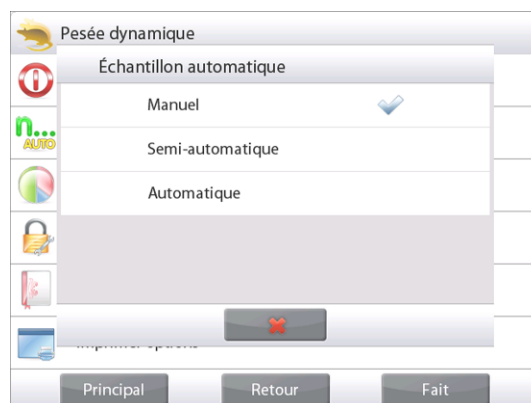 Pesée dynamique
Échantillon automatique
Manuel
n...
AUTO
Semi-automatique
Automatique
Principal
Retour
Fait